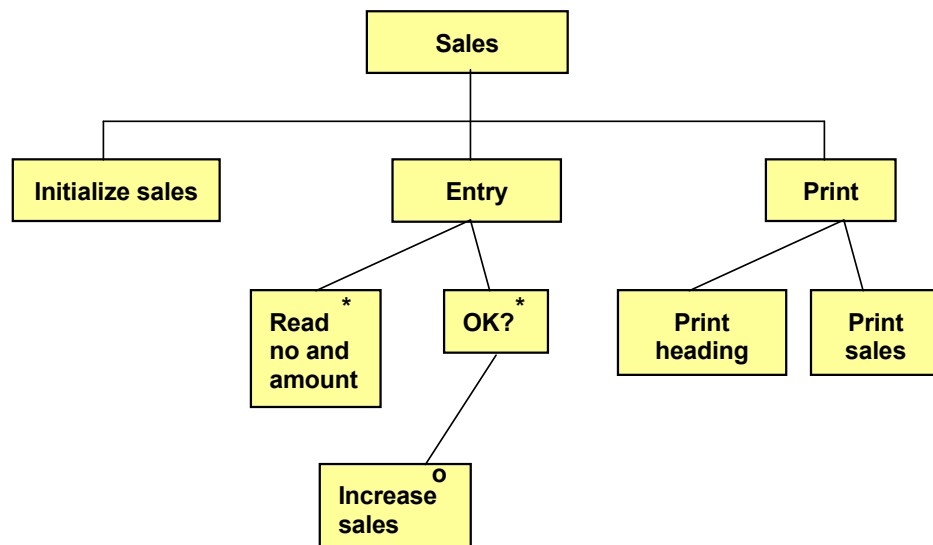 Sales
Initialize sales
Entry
Print
Read *
no and
amount
OK? *
Print
heading
Print
sales
Increase o
sales